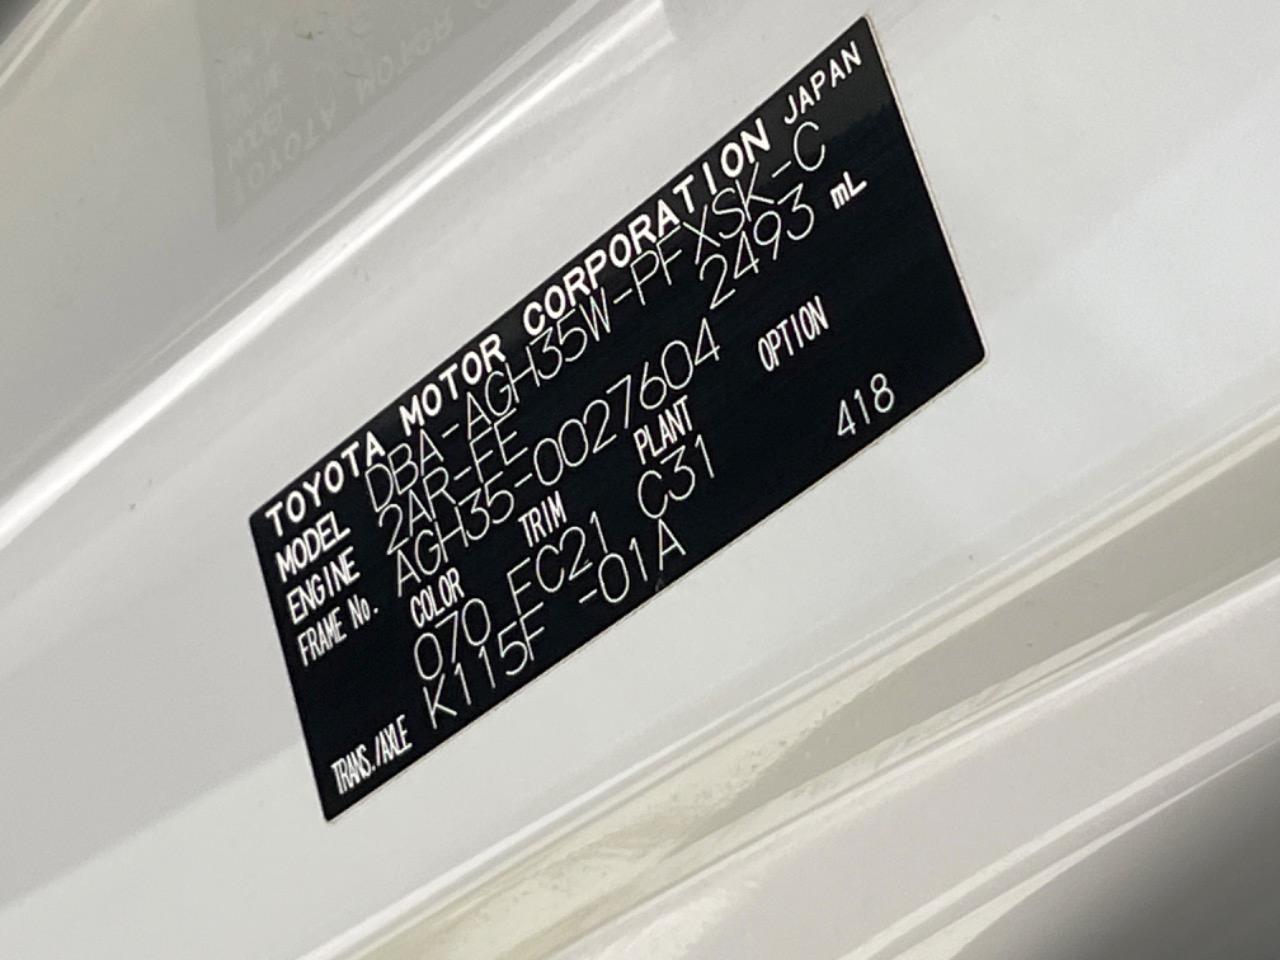 TOYOTA MOTOR CORPORATION JAPAN
MODEL DBA-AGH35W-PFXSK-C
ENGINE 2AR-FE 2493 mL
FRAME No. AGH35-0027604
COLOR TRIM PLANT OPTION
070 FC21 C31 418
TRANS./AXLE K115F -01A